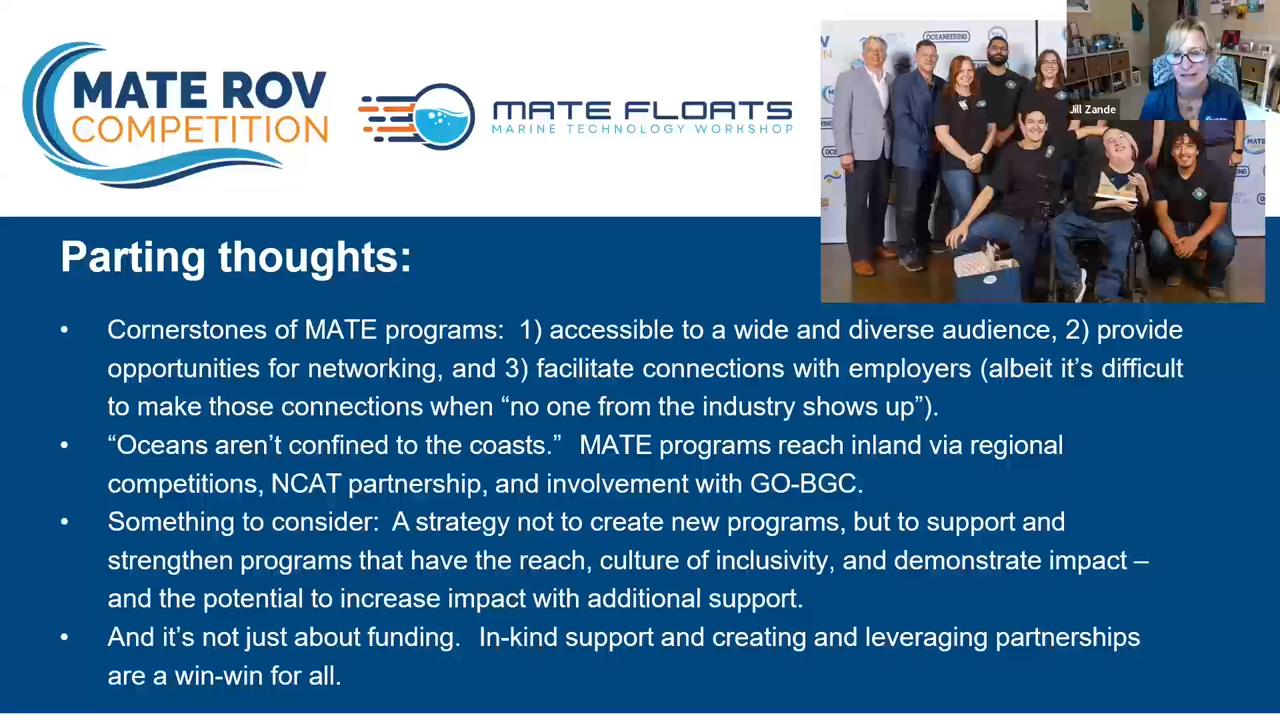 MATE ROV
COMPETITION
MATE FLOATS
MARINE TECHNOLOGY WORKSHOP
OCEANEERING
Jill Zande
Parting thoughts:
• Cornerstones of MATE programs: 1) accessible to a wide and diverse audience, 2) provide
opportunities for networking, and 3) facilitate connections with employers (albeit it’s difficult
to make those connections when “no one from the industry shows up”).
• “Oceans aren’t confined to the coasts.” MATE programs reach inland via regional
competitions, NCAT partnership, and involvement with GO-BGC.
• Something to consider: A strategy not to create new programs, but to support and
strengthen programs that have the reach, culture of inclusivity, and demonstrate impact –
and the potential to increase impact with additional support.
• And it’s not just about funding. In-kind support and creating and leveraging partnerships
are a win-win for all.